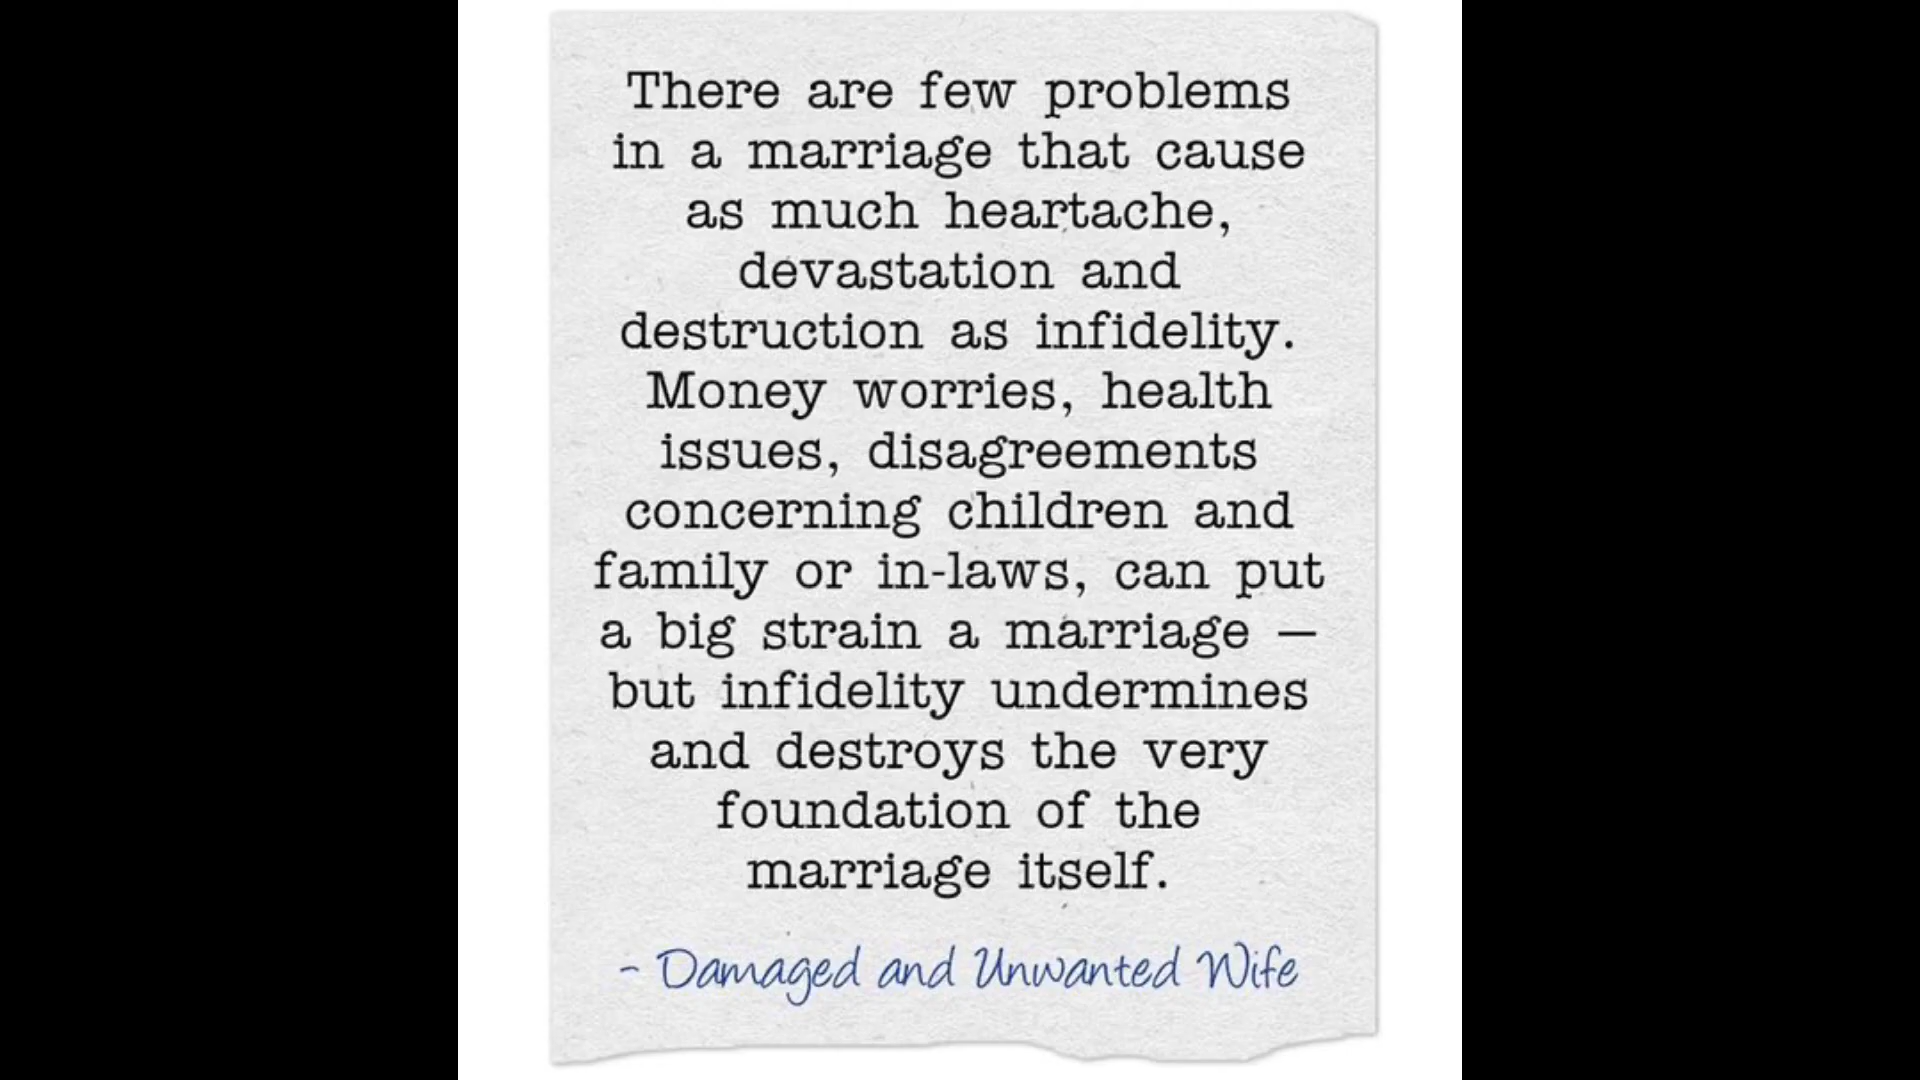 There are few problems
in a marriage that cause
as much heartache,
devastation and
destruction as infidelity.
Money worries, health
issues, disagreements
concerning children and
family or in-laws, can put
a big strain a marriage —
but infidelity undermines
and destroys the very
foundation of the
marriage itself.
- Damaged and Unwanted Wife